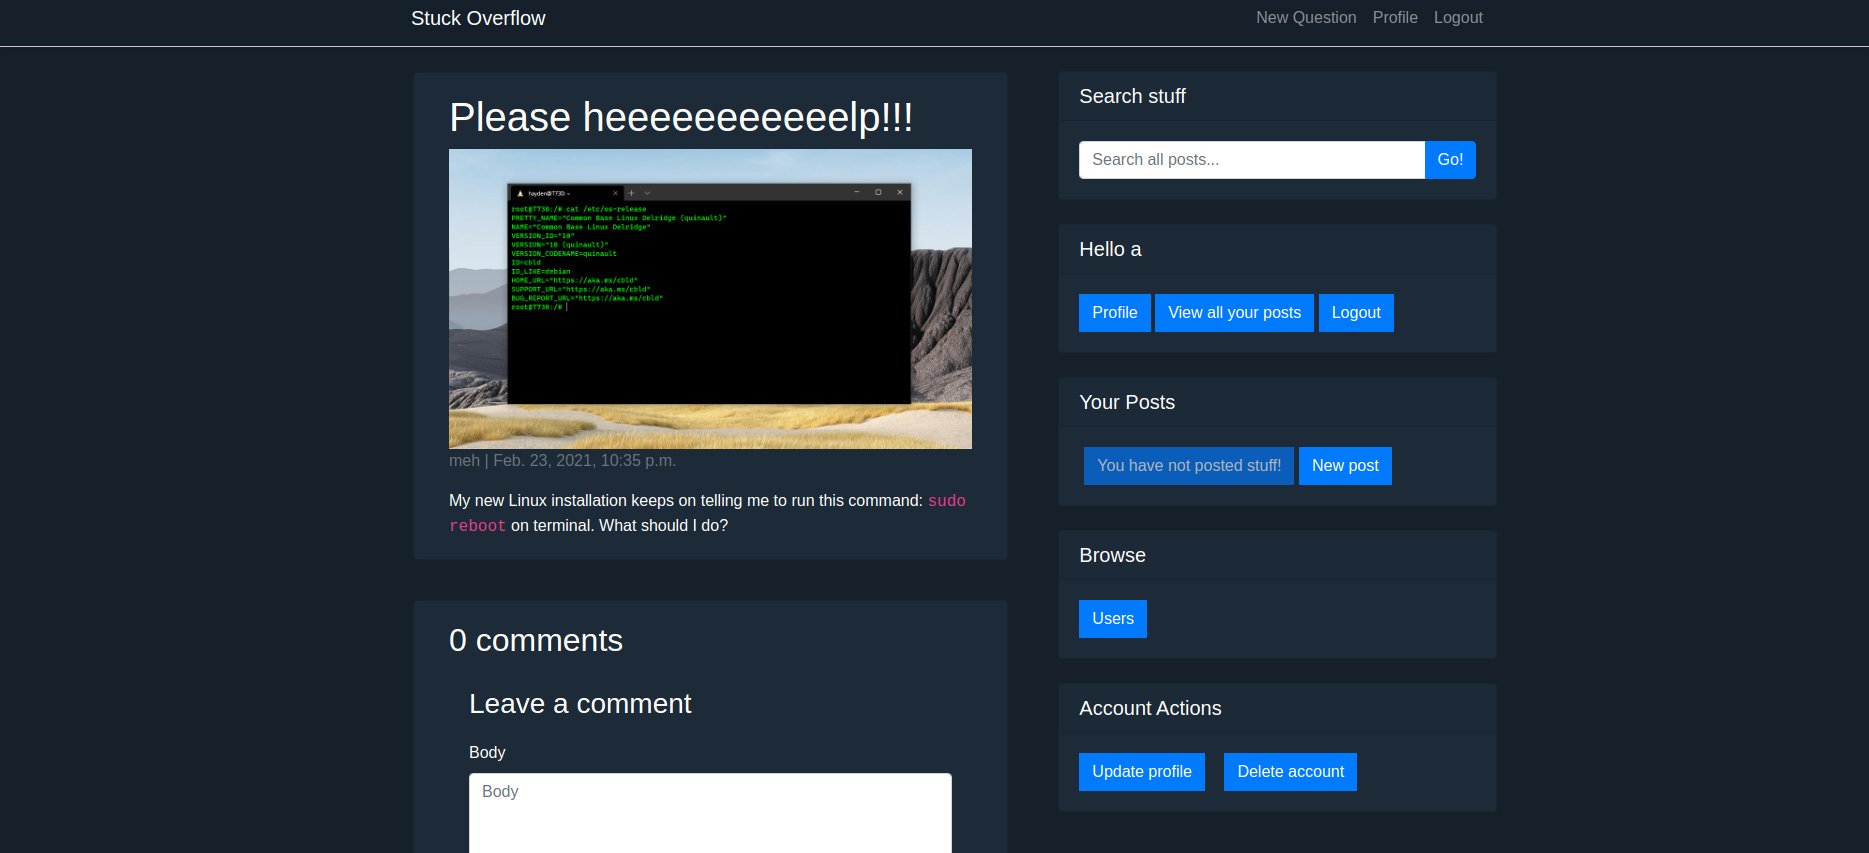 Stuck Overflow
New Question Profile Logout
Please heeeeeeeeeeelp!!!
hayden@T730: ~
root@T730:/# cat /etc/os-release
PRETTY_NAME="Common Base Linux Delridge (quinault)"
NAME="Common Base Linux Delridge"
VERSION_ID="10"
VERSION="10 (quinault)"
VERSION_CODENAME=quinault
ID=cbld
ID_LIKE=debian
HOME_URL="https://aka.ms/cbld"
SUPPORT_URL="https://aka.ms/cbld"
BUG_REPORT_URL="https://aka.ms/cbld"
root@T730:/#
meh | Feb. 23, 2021, 10:35 p.m.
My new Linux installation keeps on telling me to run this command: sudo
reboot on terminal. What should I do?
0 comments
Leave a comment
Body
Body
Search stuff
Search all posts...
Go!
Hello a
Profile
View all your posts
Logout
Your Posts
You have not posted stuff!
New post
Browse
Users
Account Actions
Update profile
Delete account